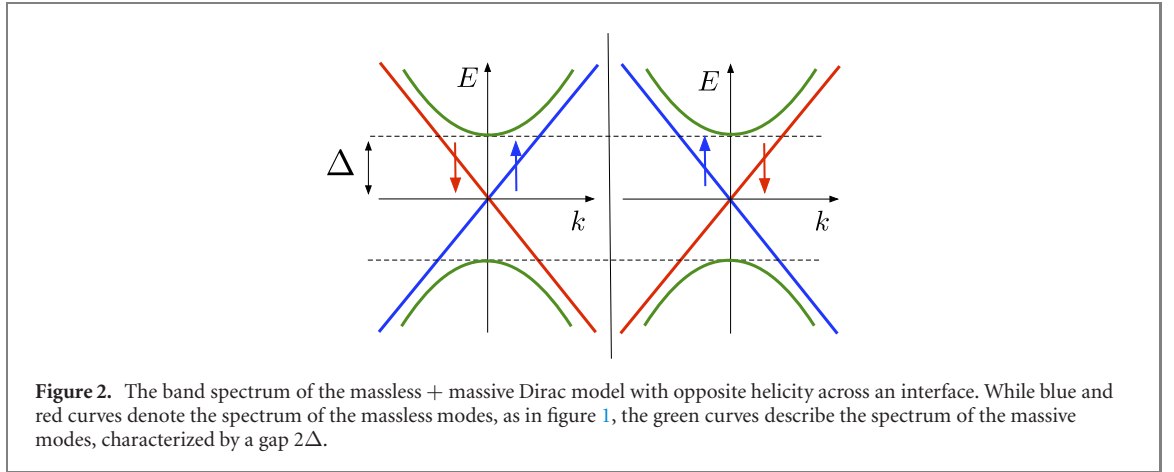 E
E
Δ
k
k
Figure 2. The band spectrum of the massless + massive Dirac model with opposite helicity across an interface. While blue and
red curves denote the spectrum of the massless modes, as in figure 1, the green curves describe the spectrum of the massive
modes, characterized by a gap 2Δ.